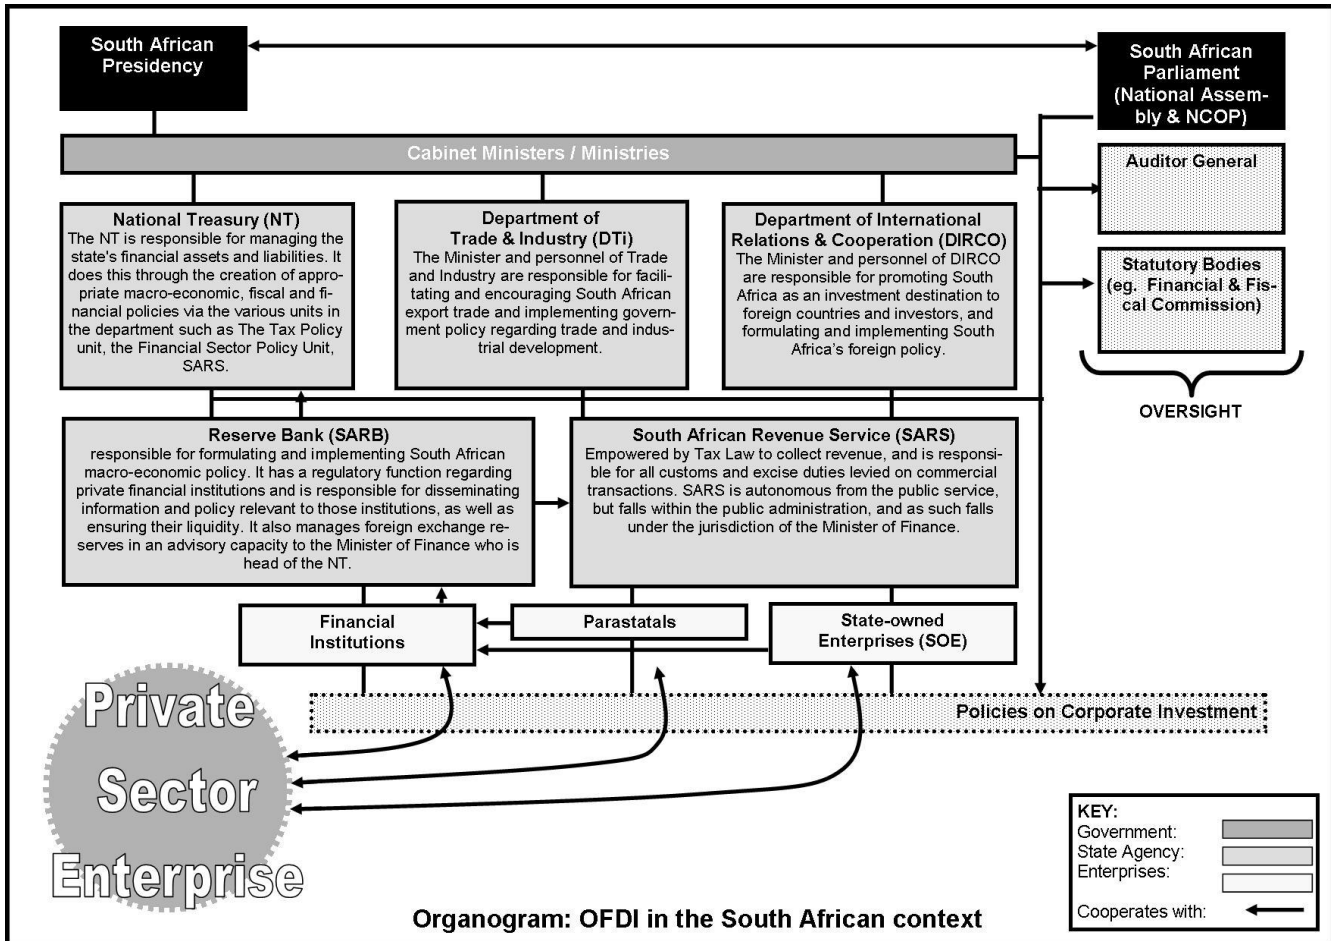 South African
Presidency
South African
Parliament
(National Assem-
bly & NCOP)
Cabinet Ministers / Ministries
Auditor General
National Treasury (NT)
The NT is responsible for managing the
state's financial assets and liabilities. It
does this through the creation of appro-
priate macro-economic, fiscal and fi-
nancial policies via the various units in
the department such as The Tax Policy
unit, the Financial Sector Policy Unit,
SARS.
Department of
Trade & Industry (DTi)
The Minister and personnel of Trade
and Industry are responsible for facili-
tating and encouraging South African
export trade and implementing govern-
ment policy regarding trade and indus-
trial development.
Department of International
Relations & Cooperation (DIRCO)
The Minister and personnel of DIRCO
are responsible for promoting South
Africa as an investment destination to
foreign countries and investors, and
formulating and implementing South
Africa's foreign policy.
Statutory Bodies
(eg. Financial & Fis-
cal Commission)
OVERSIGHT
Reserve Bank (SARB)
responsible for formulating and implementing South African
macro-economic policy. It has a regulatory function regarding
private financial institutions and is responsible for disseminating
information and policy relevant to those institutions, as well as
ensuring their liquidity. It also manages foreign exchange re-
serves in an advisory capacity to the Minister of Finance who is
head of the NT.
South African Revenue Service (SARS)
Empowered by Tax Law to collect revenue, and is responsi-
ble for all customs and excise duties levied on commercial
transactions. SARS is autonomous from the public service,
but falls within the public administration, and as such falls
under the jurisdiction of the Minister of Finance.
Financial
Institutions
Parastatals
State-owned
Enterprises (SOE)
Policies on Corporate Investment
Private
Sector
Enterprise
KEY:
Government:
State Agency:
Enterprises:
Cooperates with:
Organogram: OFDI in the South African context